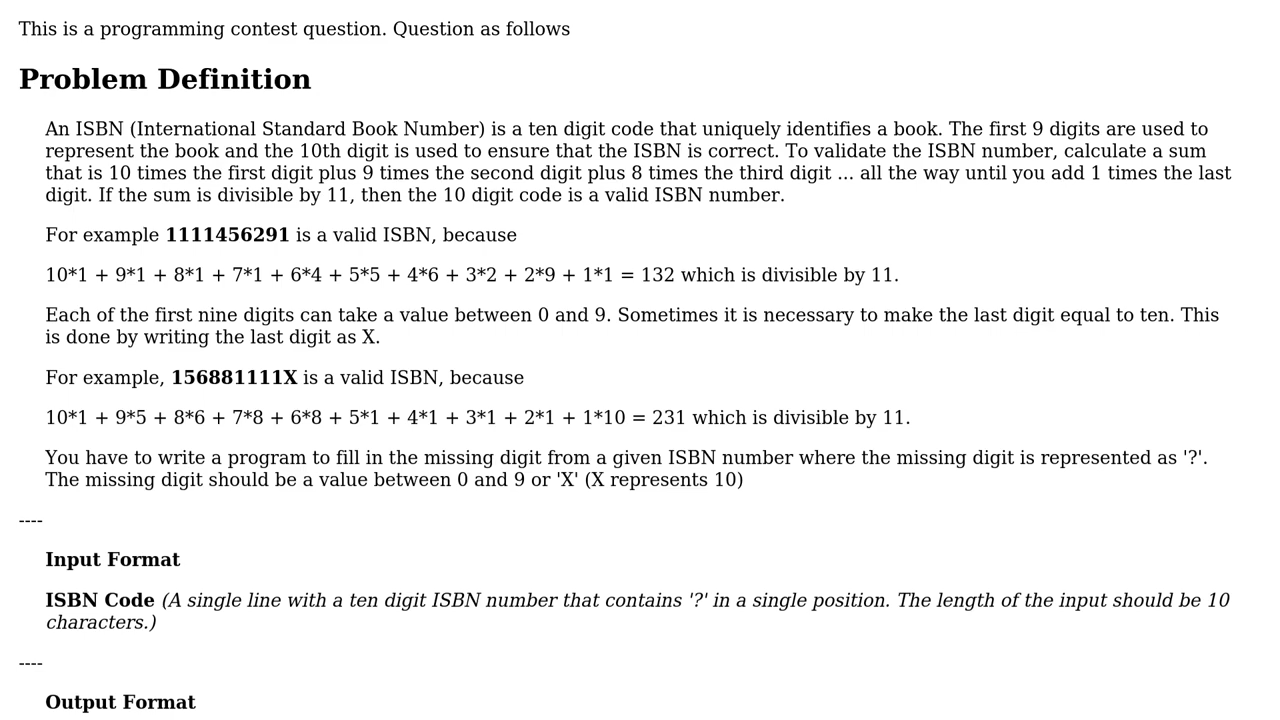 This is a programming contest question. Question as follows
Problem Definition
An ISBN (International Standard Book Number) is a ten digit code that uniquely identifies a book. The first 9 digits are used to
represent the book and the 10th digit is used to ensure that the ISBN is correct. To validate the ISBN number, calculate a sum
that is 10 times the first digit plus 9 times the second digit plus 8 times the third digit ... all the way until you add 1 times the last
digit. If the sum is divisible by 11, then the 10 digit code is a valid ISBN number.
For example 1111456291 is a valid ISBN, because
10*1 + 9*1 + 8*1 + 7*1 + 6*4 + 5*5 + 4*6 + 3*2 + 2*9 + 1*1 = 132 which is divisible by 11.
Each of the first nine digits can take a value between 0 and 9. Sometimes it is necessary to make the last digit equal to ten. This
is done by writing the last digit as X.
For example, 156881111X is a valid ISBN, because
10*1 + 9*5 + 8*6 + 7*8 + 6*8 + 5*1 + 4*1 + 3*1 + 2*1 + 1*10 = 231 which is divisible by 11.
You have to write a program to fill in the missing digit from a given ISBN number where the missing digit is represented as '?'.
The missing digit should be a value between 0 and 9 or 'X' (X represents 10)
----
Input Format
ISBN Code (A single line with a ten digit ISBN number that contains '?' in a single position. The length of the input should be 10
characters.)
----
Output Format